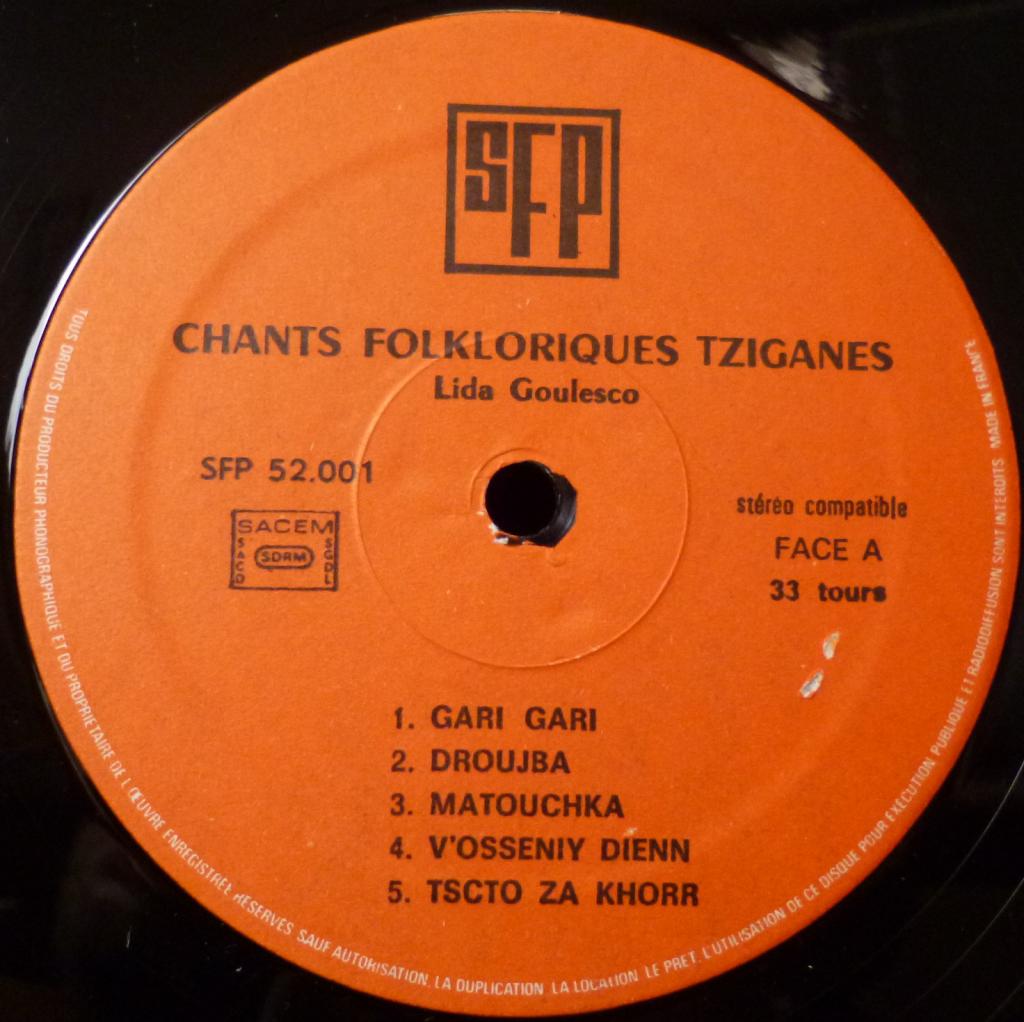 SFP
CHANTS FOLKLORIQUES TZIGANES
Lida Goulesco
SFP 52.001
SACEM
SACD
SDRM
SGDL
stéréo compatible
FACE A
33 tours
1. GARI GARI
2. DROUJBA
3. MATOUCHKA
4. V'OSSENIY DIENN
5. TSCTO ZA KHORR
TOUS DROITS DU PRODUCTEUR PHONOGRAPHIQUE ET DU PROPRIETAIRE DE L'ŒUVRE ENREGISTREE RESERVES SAUF AUTORISATION, LA DUPLICATION, LA LOCATION, LE PRET, L'UTILISATION DE CE DISQUE POUR EXECUTION PUBLIQUE ET RADIODIFFUSION SONT INTERDITS MADE IN FRANCE